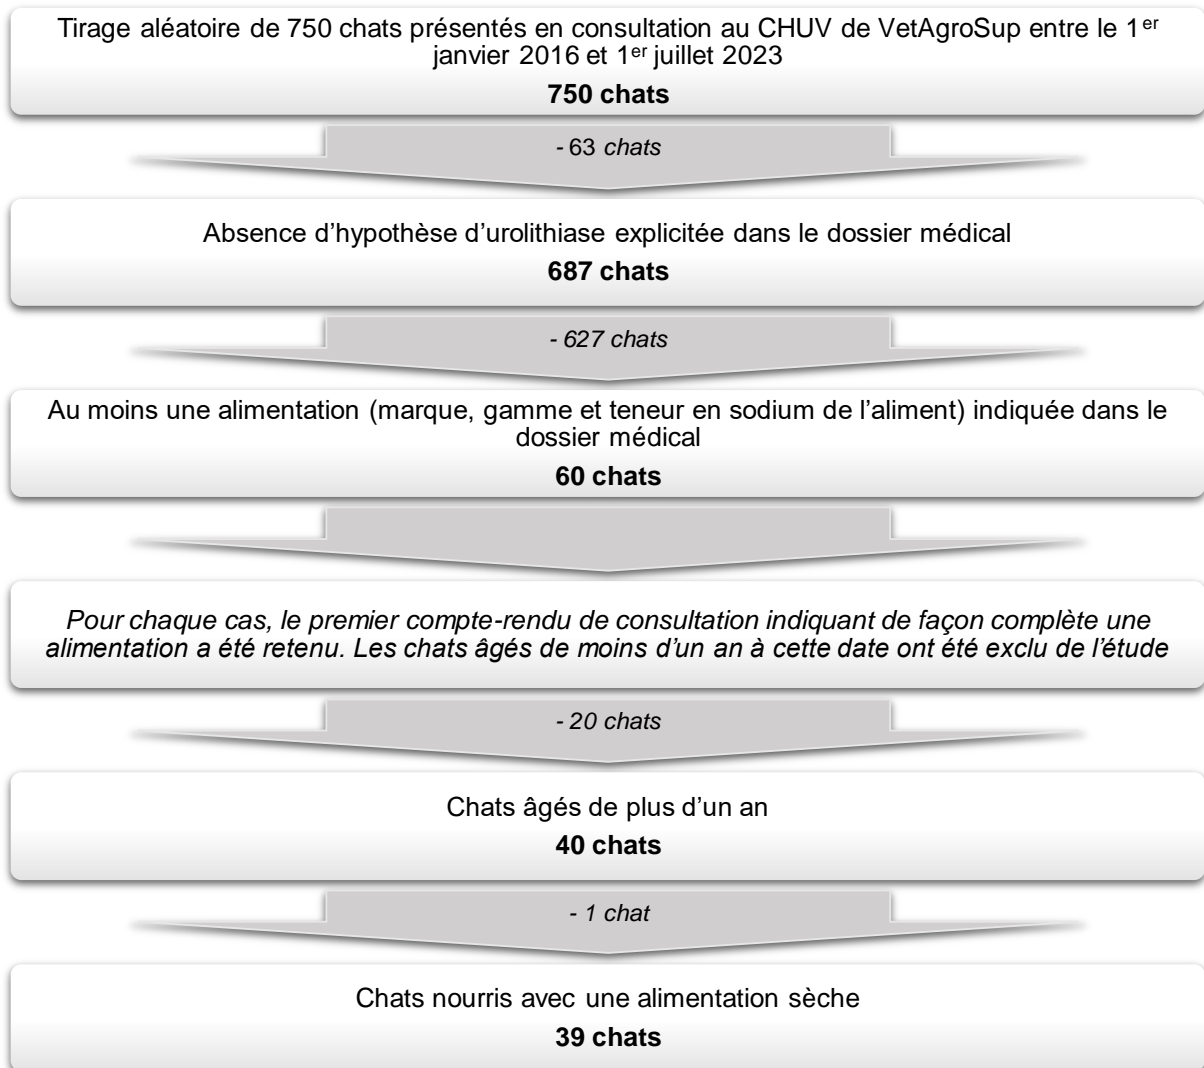 Tirage aléatoire de 750 chats présentés en consultation au CHUV de VetAgroSup entre le 1er
janvier 2016 et 1er juillet 2023
750 chats
- 63 chats
Absence d’hypothèse d’urolithiase explicitée dans le dossier médical
687 chats
- 627 chats
Au moins une alimentation (marque, gamme et teneur en sodium de l’aliment) indiquée dans le
dossier médical
60 chats
Pour chaque cas, le premier compte-rendu de consultation indiquant de façon complète une
alimentation a été retenu. Les chats âgés de moins d’un an à cette date ont été exclu de l’étude
- 20 chats
Chats âgés de plus d’un an
40 chats
- 1 chat
Chats nourris avec une alimentation sèche
39 chats